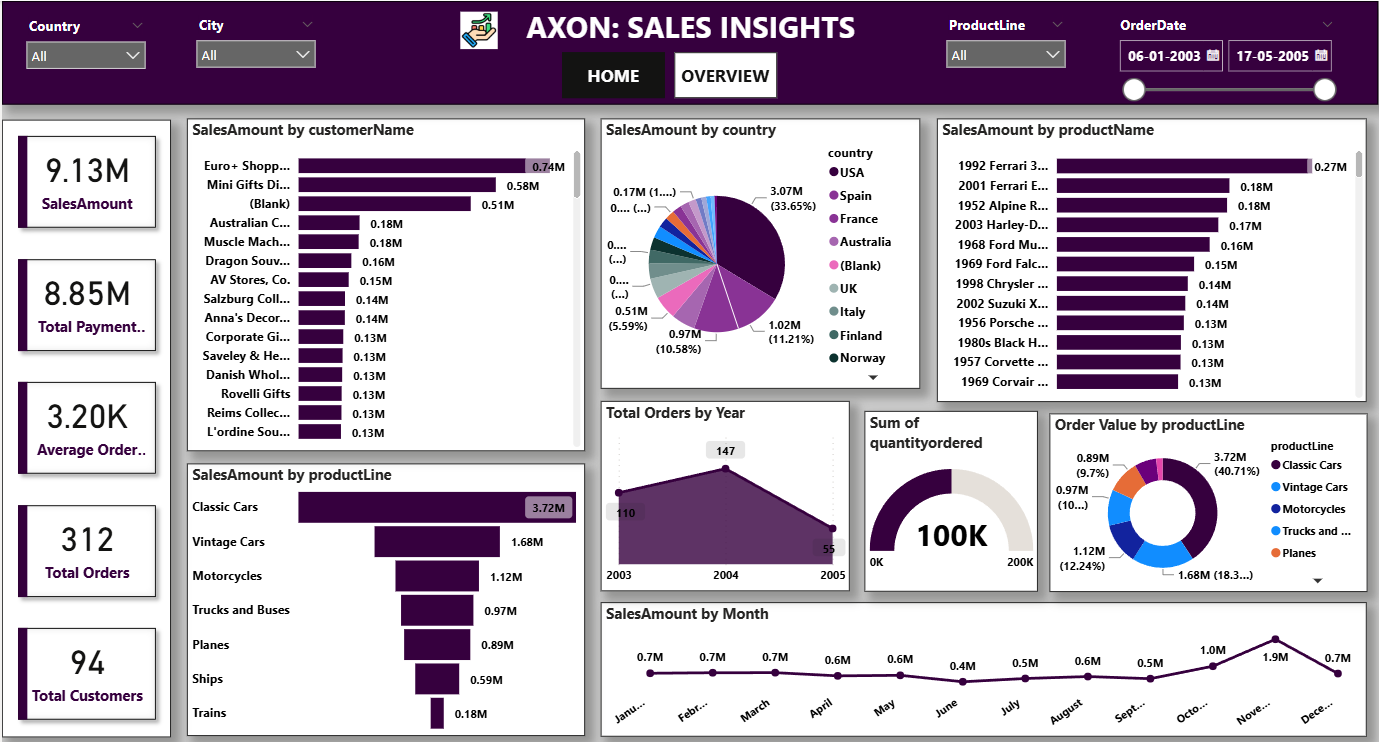 Country
All
City
All
AXON: SALES INSIGHTS
HOME
OVERVIEW
ProductLine
All
OrderDate
06-01-2003
17-05-2005
9.13M
SalesAmount
8.85M
Total Payment..
3.20K
Average Order..
312
Total Orders
94
Total Customers
SalesAmount by customerName
Euro+ Shopp... 0.74M
Mini Gifts Di... 0.58M
(Blank) 0.51M
Australian C... 0.18M
Muscle Mach... 0.18M
Dragon Souv... 0.16M
AV Stores, Co. 0.15M
Salzburg Coll... 0.14M
Anna's Decor... 0.14M
Corporate Gi... 0.13M
Saveley & He... 0.13M
Danish Whol... 0.13M
Rovelli Gifts 0.13M
Reims Collec... 0.13M
L'ordine Sou... 0.13M
SalesAmount by country
3.07M
(33.65%)
1.02M
(11.21%)
0.97M
(10.58%)
0.51M
(5.59%)
0....
(...)
0....
(...)
0.... (...)
0.17M (1....)
country
USA
Spain
France
Australia
(Blank)
UK
Italy
Finland
Norway
SalesAmount by productName
1992 Ferrari 3... 0.27M
2001 Ferrari E... 0.18M
1952 Alpine R... 0.18M
2003 Harley-D... 0.17M
1968 Ford Mu... 0.16M
1969 Ford Falc... 0.15M
1998 Chrysler ... 0.14M
2002 Suzuki X... 0.14M
1956 Porsche ... 0.13M
1980s Black H... 0.13M
1957 Corvette ... 0.13M
1969 Corvair ... 0.13M
SalesAmount by productLine
Classic Cars 3.72M
Vintage Cars 1.68M
Motorcycles 1.12M
Trucks and Buses 0.97M
Planes 0.89M
Ships 0.59M
Trains 0.18M
Total Orders by Year
147
110
55
2003 2004 2005
Sum of
quantityordered
100K
0K 200K
Order Value by productLine
3.72M
(40.71%)
1.68M (18.3...)
1.12M
(12.24%)
0.97M
(10...)
0.89M
(9.7%)
productLine
Classic Cars
Vintage Cars
Motorcycles
Trucks and ...
Planes
SalesAmount by Month
0.7M 0.7M 0.7M 0.6M 0.6M 0.4M 0.5M 0.6M 0.5M 1.0M 1.9M 0.7M
Janu... Febr... March April May June July August Sept... Octo... Nove... Dece...